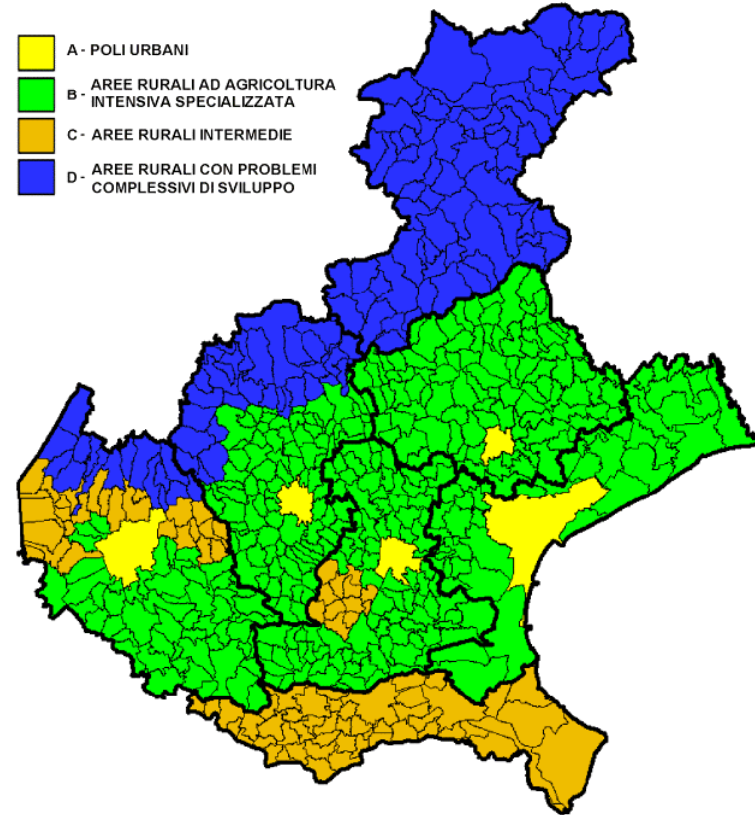 A - POLI URBANI
B - AREE RURALI AD AGRICOLTURA
INTENSIVA SPECIALIZZATA
C - AREE RURALI INTERMEDIE
D - AREE RURALI CON PROBLEMI
COMPLESSIVI DI SVILUPPO